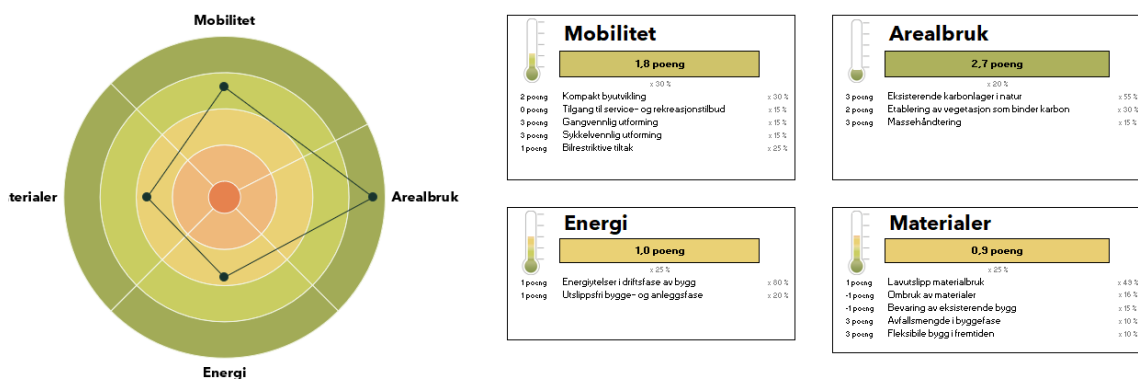 Mobilitet
Arealbruk
terialer
Energi
Mobilitet
1,8 poeng
x 30 %
2 poeng Kompakt byutvikling x 30 %
0 poeng Tilgang til service- og rekreasjonstilbud x 15 %
3 poeng Gangvennlig utforming x 15 %
3 poeng Sykkelvennlig utforming x 15 %
1 poeng Bilrestriktive tiltak x 25 %
Arealbruk
2,7 poeng
x 20 %
3 poeng Eksisterende karbonlager i natur x 55 %
2 poeng Etablering av vegetasjon som binder karbon x 30 %
3 poeng Massehåndtering x 15 %
Energi
1,0 poeng
x 25 %
1 poeng Energiytelser i driftsfase av bygg x 80 %
1 poeng Utslippsfri bygge- og anleggsfase x 20 %
Materialer
0,9 poeng
x 25 %
1 poeng Lavutslipp materialbruk x 49 %
-1 poeng Ombruk av materialer x 16 %
-1 poeng Bevaring av eksisterende bygg x 15 %
3 poeng Avfallsmengde i byggefase x 10 %
3 poeng Fleksibile bygg i fremtiden x 10 %